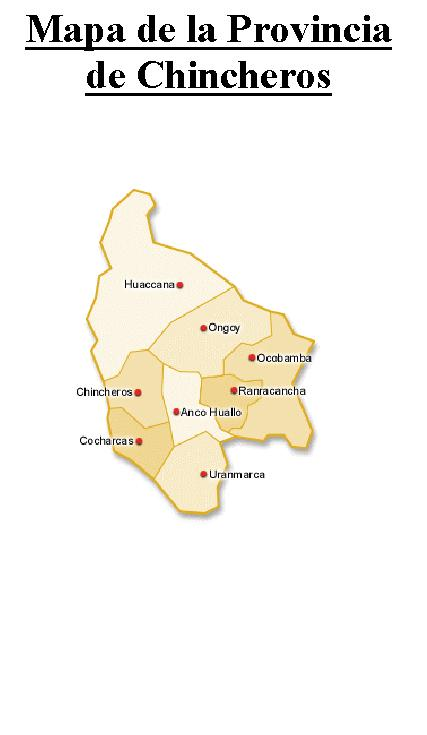 Mapa de la Provincia
de Chincheros
Huaccana
Ongoy
Ocobamba
Chincheros
Ranracancha
Anco Huallo
Cocharcas
Uranmarca